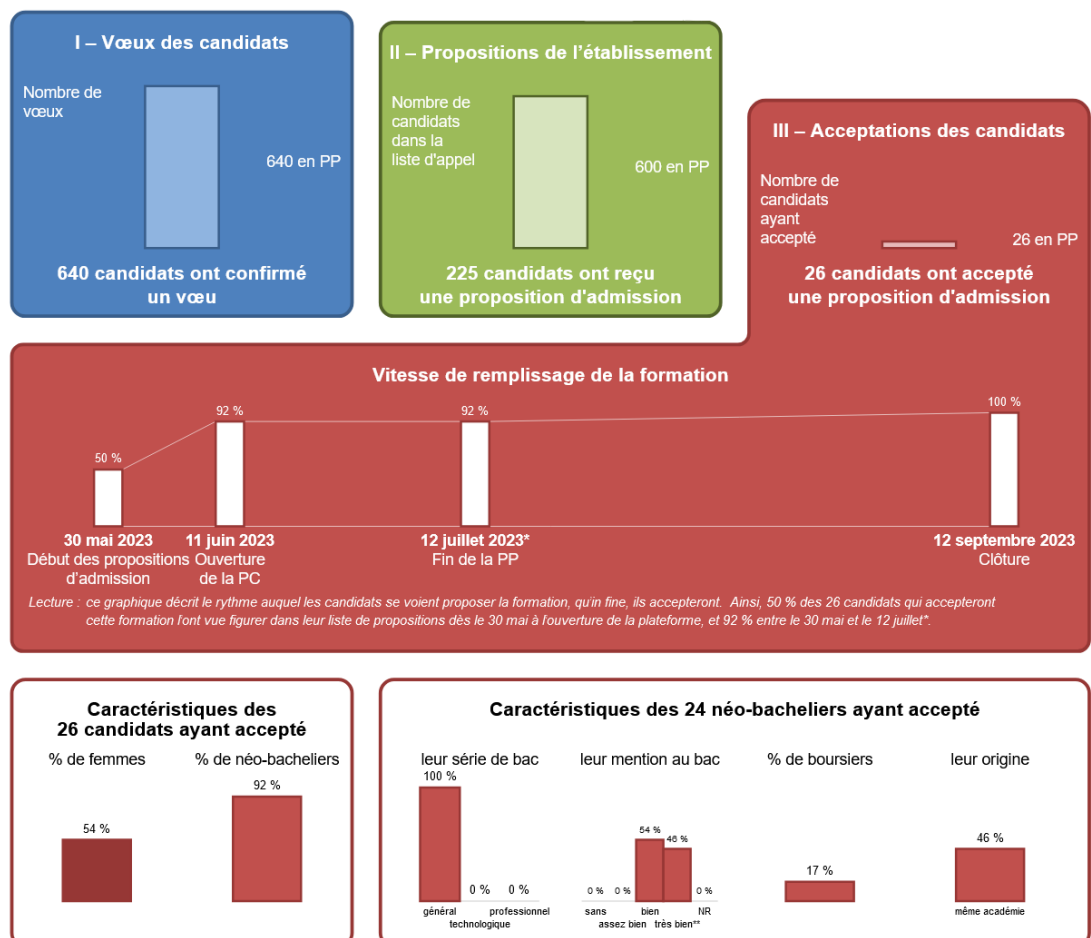 I – Vœux des candidats
Nombre de
vœux
640 en PP
640 candidats ont confirmé
un vœu
II – Propositions de l'établissement
Nombre de
candidats
dans la
liste d'appel
600 en PP
225 candidats ont reçu
une proposition d'admission
III – Acceptations des candidats
Nombre de
candidats
ayant
accepté
26 en PP
26 candidats ont accepté
une proposition d'admission
Vitesse de remplissage de la formation
50 %
92 %
92 %
100 %
30 mai 2023
Début des propositions
d'admission
11 juin 2023
Ouverture
de la PC
12 juillet 2023*
Fin de la PP
12 septembre 2023
Clôture
Lecture : ce graphique décrit le rythme auquel les candidats se voient proposer la formation, qu'in fine, ils accepteront. Ainsi, 50 % des 26 candidats qui accepteront
cette formation l'ont vue figurer dans leur liste de propositions dès le 30 mai à l'ouverture de la plateforme, et 92 % entre le 30 mai et le 12 juillet*.
Caractéristiques des
26 candidats ayant accepté
% de femmes
54 %
% de néo-bacheliers
92 %
Caractéristiques des 24 néo-bacheliers ayant accepté
leur série de bac
100 %
0 %
0 %
général
professionnel
technologique
leur mention au bac
0 %
0 %
54 %
46 %
0 %
sans
bien
NR
assez bien
très bien**
% de boursiers
17 %
leur origine
46 %
même académie